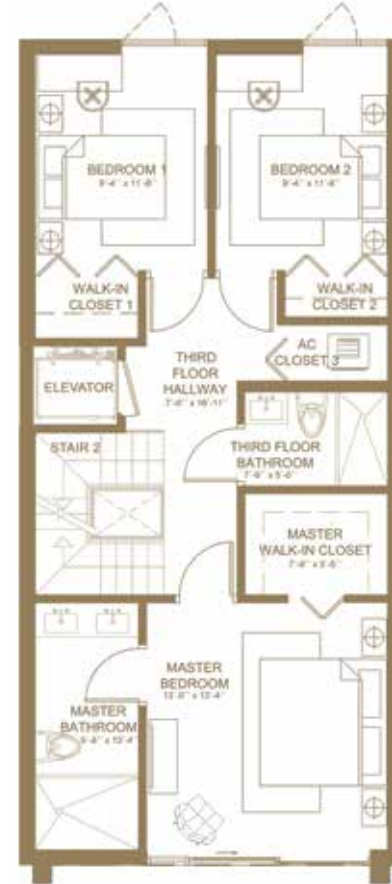 BEDROOM 1
9'-4" x 11'-8"
BEDROOM 2
9'-4" x 11'-8"
WALK-IN
CLOSET 1
WALK-IN
CLOSET 2
AC
CLOSET 3
THIRD
FLOOR
HALLWAY
ELEVATOR
STAIR 2
THIRD FLOOR
BATHROOM
MASTER
WALK-IN CLOSET
MASTER
BEDROOM
MASTER
BATHROOM